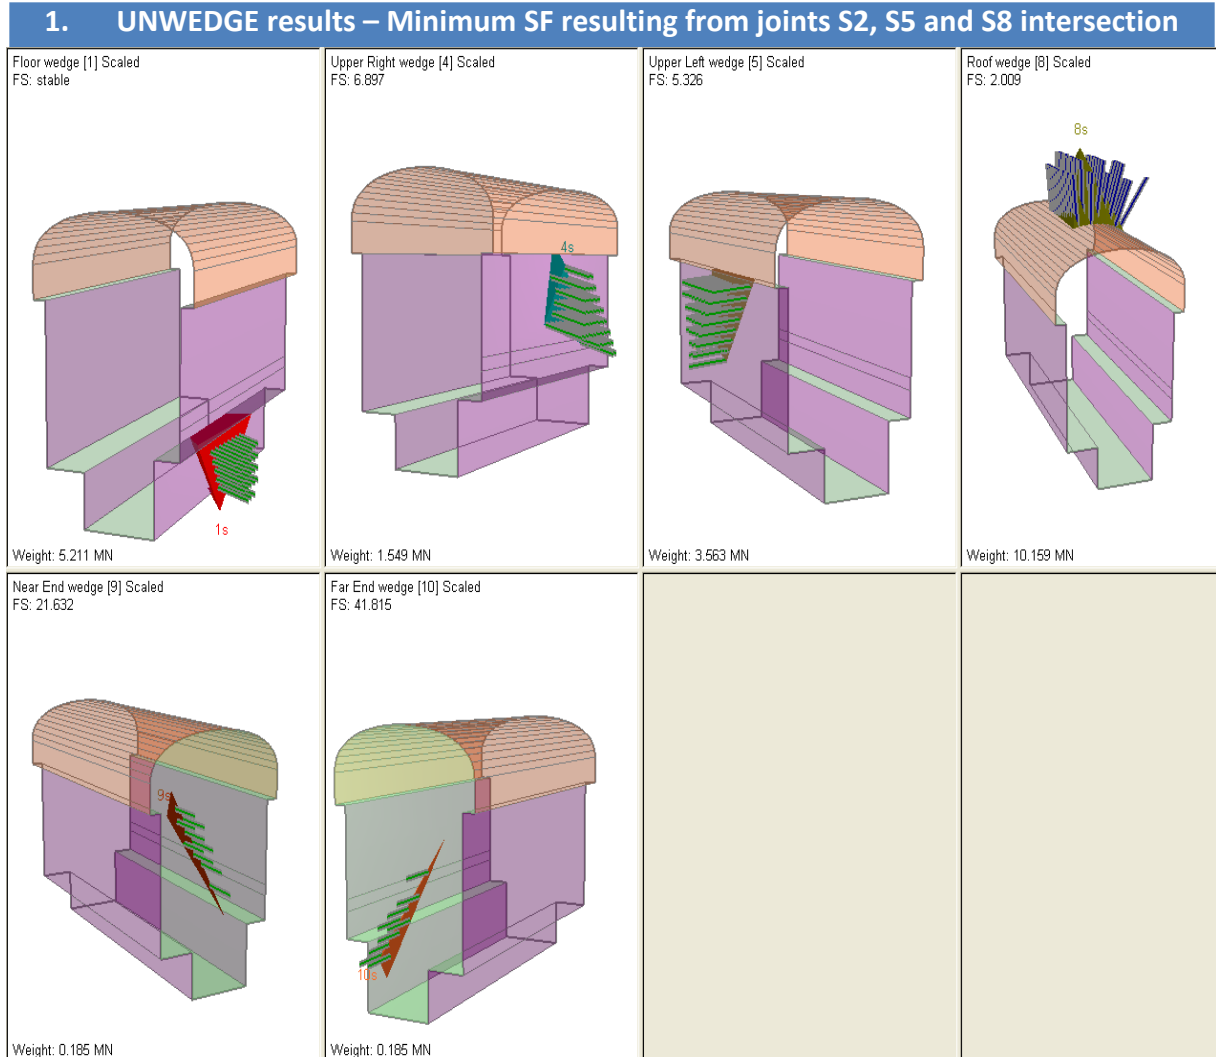 1. UNWEDGE results – Minimum SF resulting from joints S2, S5 and S8 intersection
Floor wedge [1] Scaled
FS: stable
1s
Weight: 5.211 MN
Upper Right wedge [4] Scaled
FS: 6.897
4s
Weight: 1.549 MN
Upper Left wedge [5] Scaled
FS: 5.326
Weight: 3.563 MN
Roof wedge [8] Scaled
FS: 2.009
8s
Weight: 10.159 MN
Near End wedge [9] Scaled
FS: 21.632
9s
Weight: 0.185 MN
Far End wedge [10] Scaled
FS: 41.815
10s
Weight: 0.185 MN